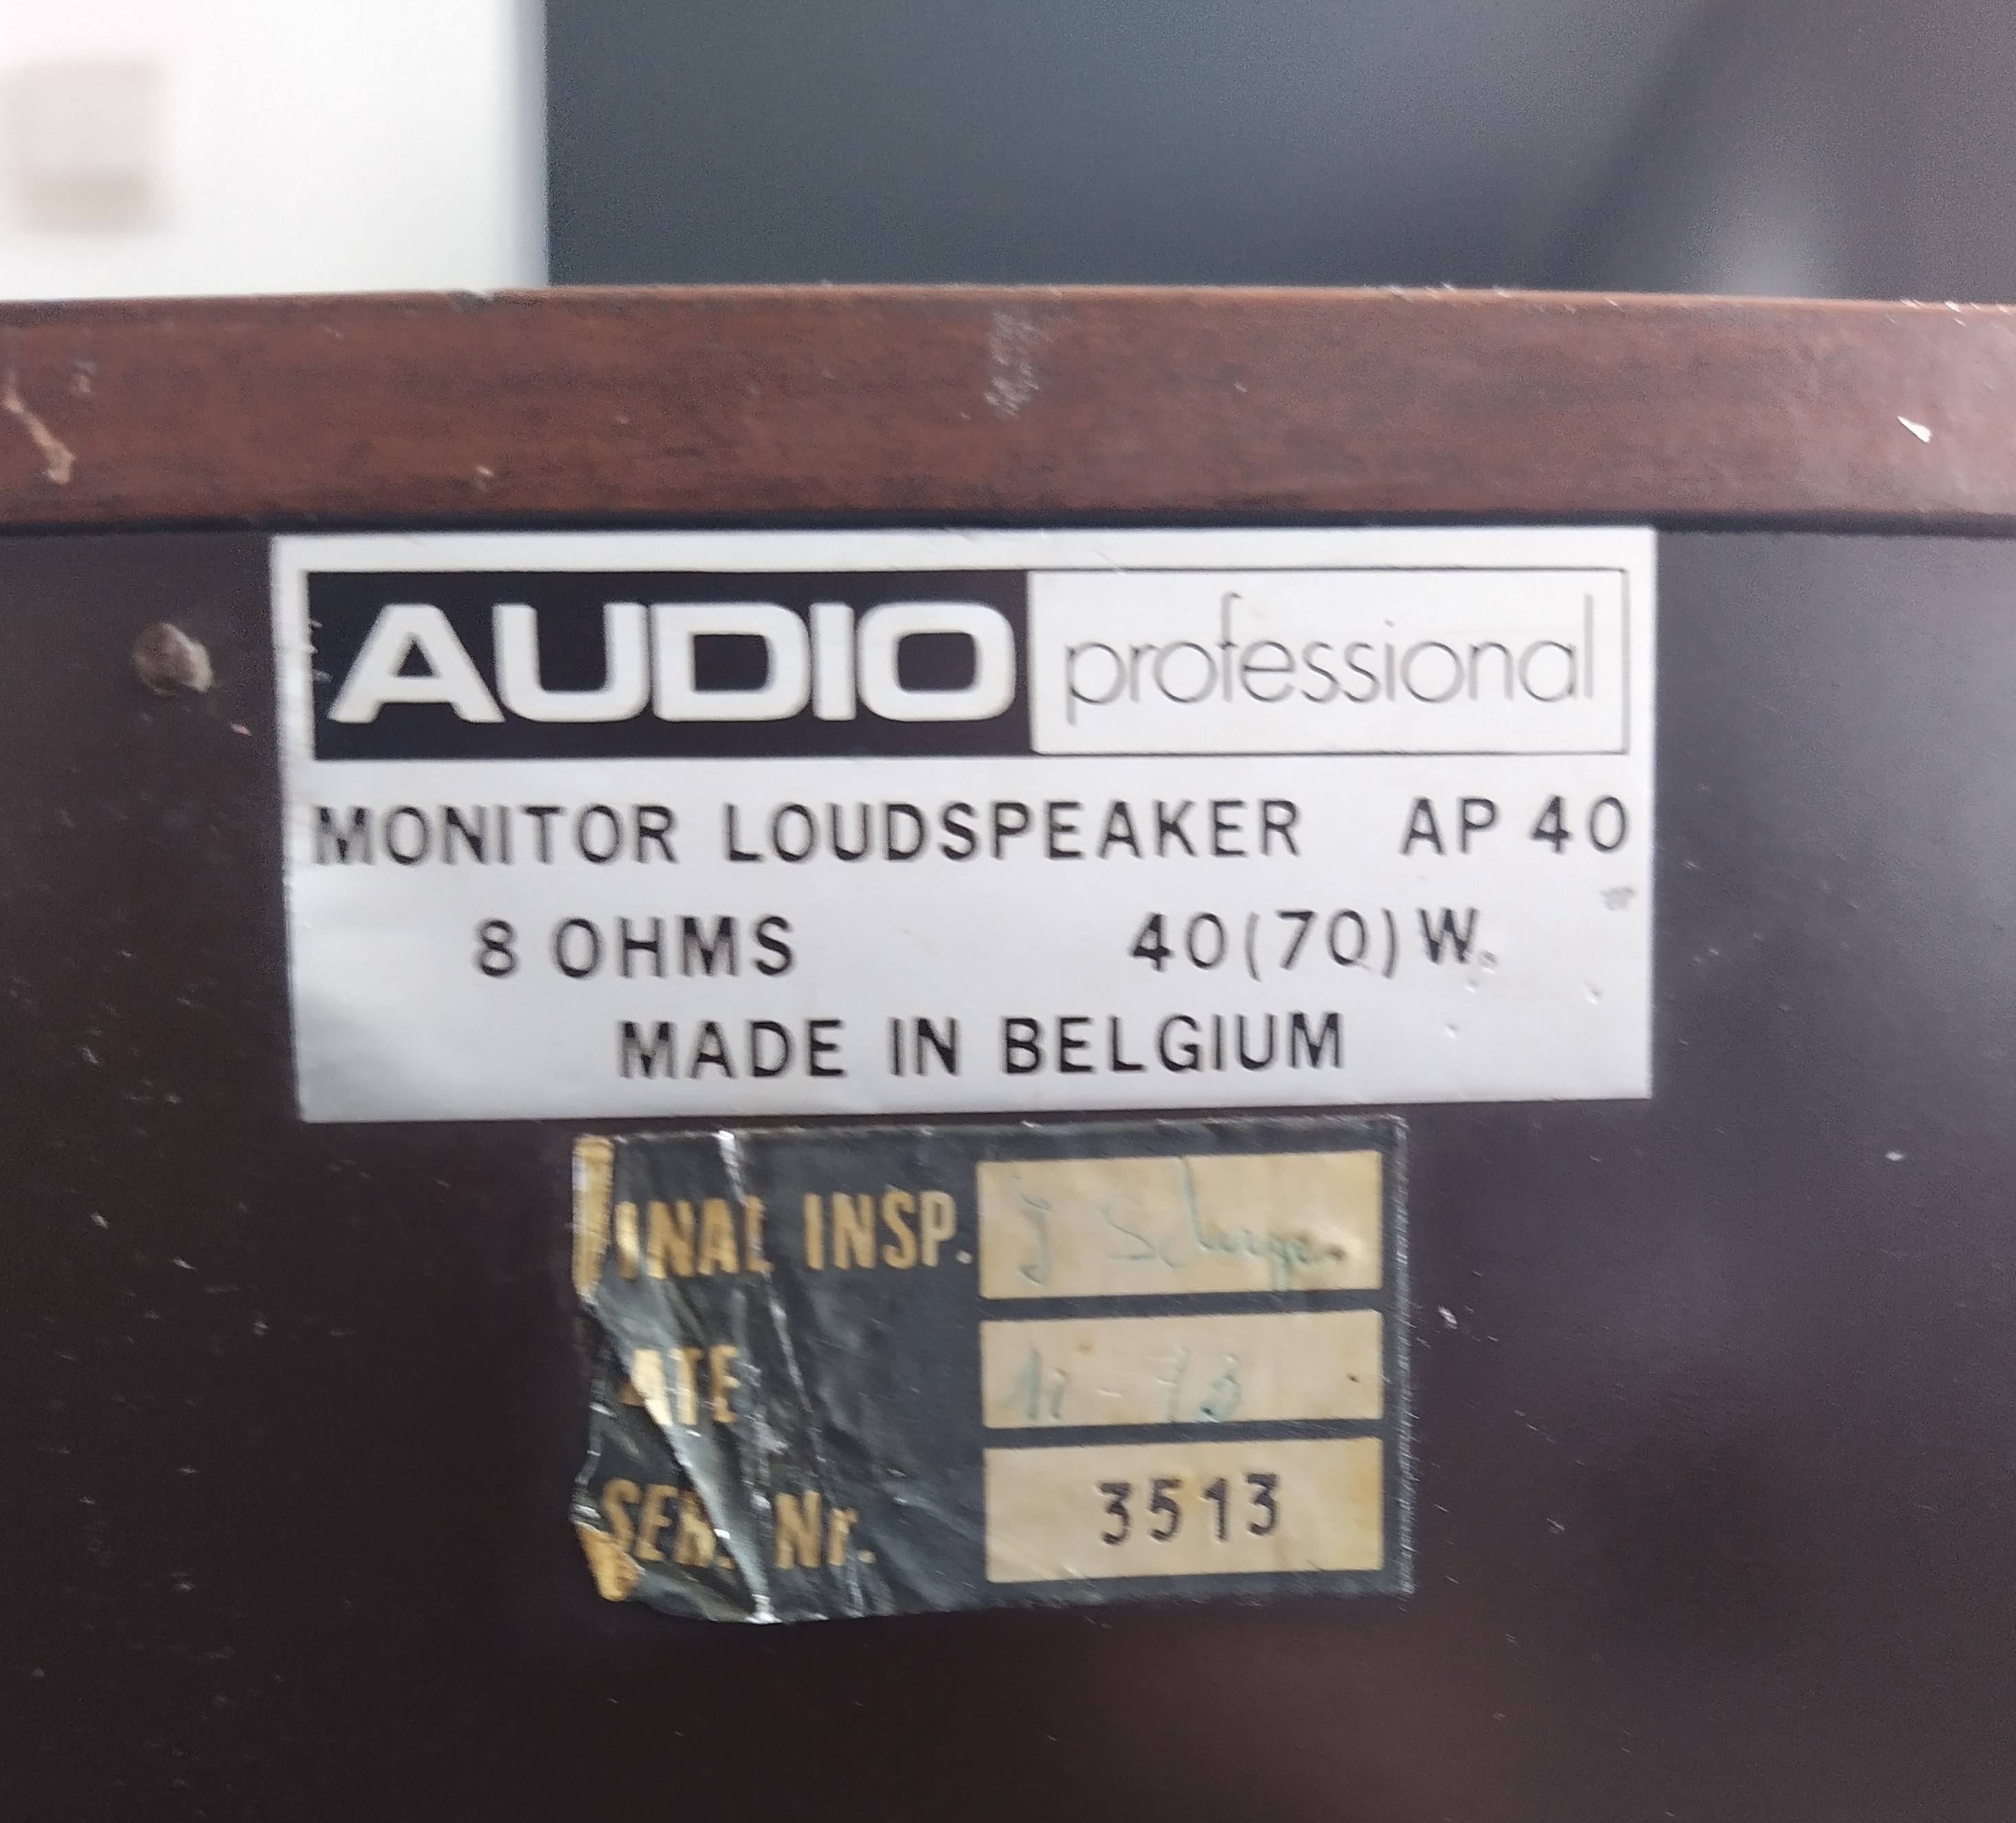 AUDIO professional
MONITOR LOUDSPEAKER AP 40
8 OHMS 40(70) W.
MADE IN BELGIUM
INAL INSP.
ATE
SER. Nr. 3513